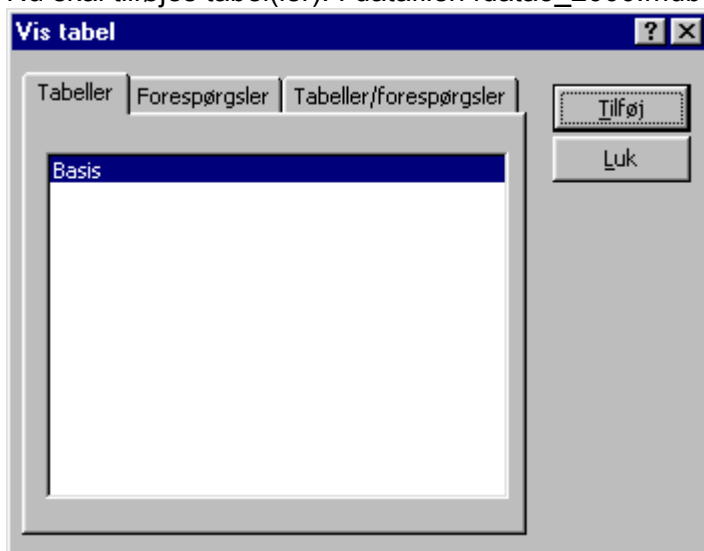 Vis tabel
Tabeller Forespørgsler Tabeller/forespørgsler
Tilføj
Basis
Luk